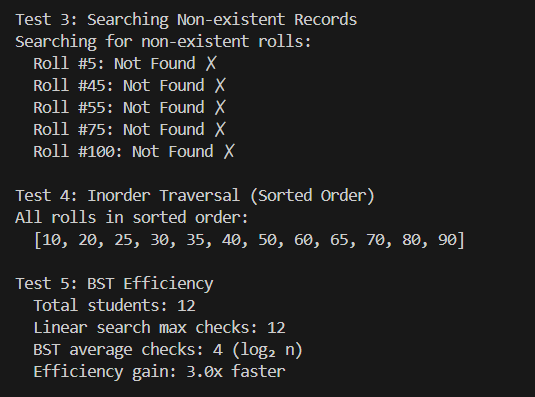 Test 3: Searching Non-existent Records
Searching for non-existent rolls:
Roll #5: Not Found ✗
Roll #45: Not Found ✗
Roll #55: Not Found ✗
Roll #75: Not Found ✗
Roll #100: Not Found ✗
Test 4: Inorder Traversal (Sorted Order)
All rolls in sorted order:
[10, 20, 25, 30, 35, 40, 50, 60, 65, 70, 80, 90]
Test 5: BST Efficiency
Total students: 12
Linear search max checks: 12
BST average checks: 4 (log₂ n)
Efficiency gain: 3.0x faster